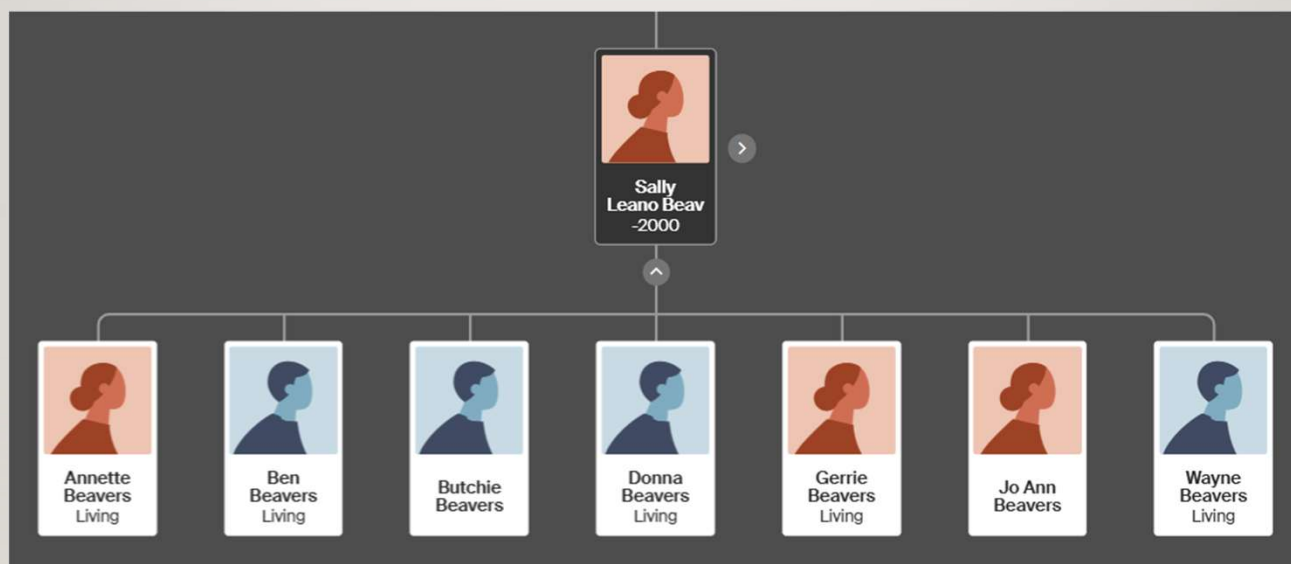 Sally
Leano Beav
-2000
Annette
Beavers
Living
Ben
Beavers
Living
Butchie
Beavers
Donna
Beavers
Living
Gerrie
Beavers
Living
Jo Ann
Beavers
Wayne
Beavers
Living